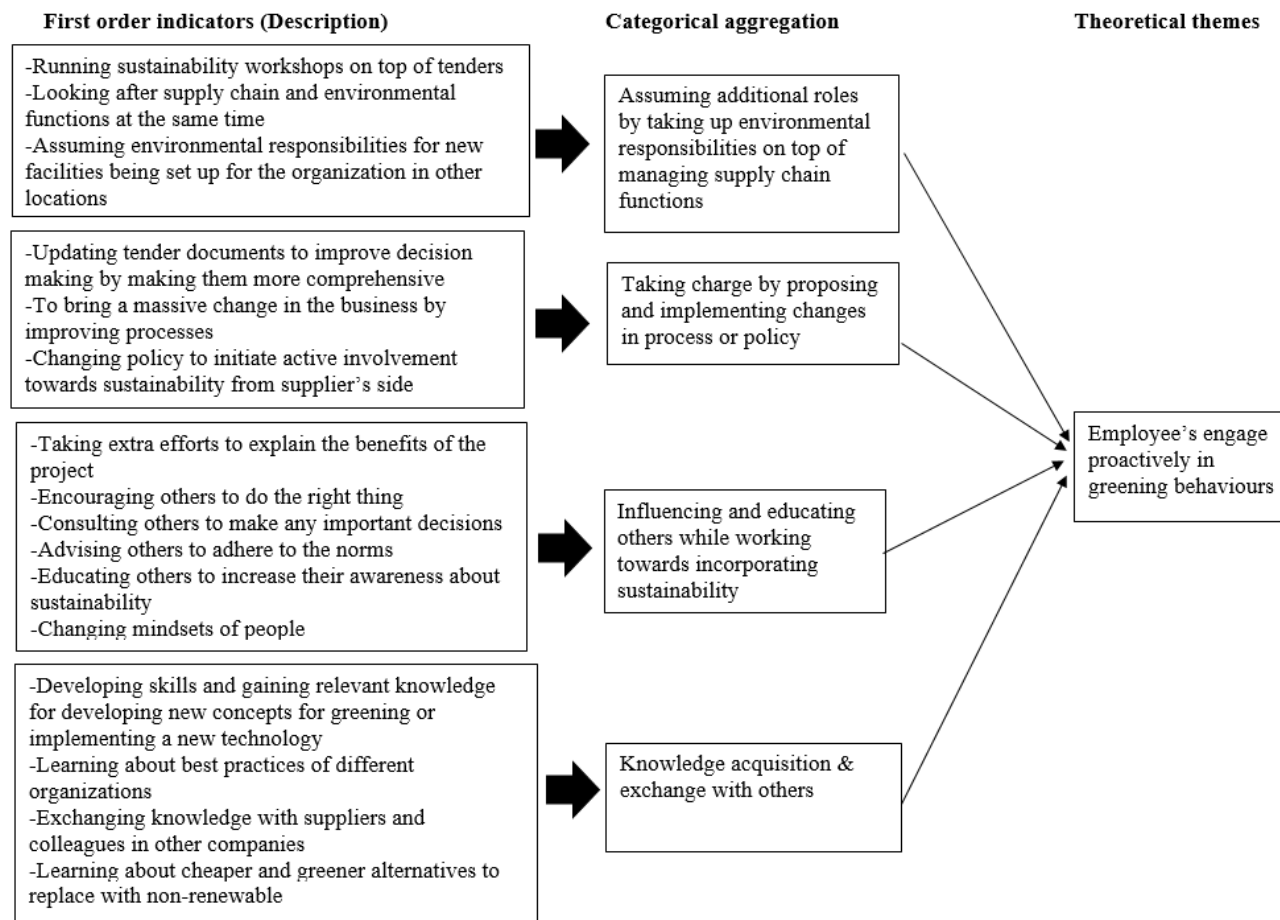 First order indicators (Description)
Categorical aggregation
Theoretical themes
-Running sustainability workshops on top of tenders
-Looking after supply chain and environmental
functions at the same time
-Assuming environmental responsibilities for new
facilities being set up for the organization in other
locations
Assuming additional roles
by taking up environmental
responsibilities on top of
managing supply chain
functions
-Updating tender documents to improve decision
making by making them more comprehensive
-To bring a massive change in the business by
improving processes
-Changing policy to initiate active involvement
towards sustainability from supplier’s side
Taking charge by proposing
and implementing changes
in process or policy
-Taking extra efforts to explain the benefits of the
project
-Encouraging others to do the right thing
-Consulting others to make any important decisions
-Advising others to adhere to the norms
-Educating others to increase their awareness about
sustainability
-Changing mindsets of people
Influencing and educating
others while working
towards incorporating
sustainability
-Developing skills and gaining relevant knowledge
for developing new concepts for greening or
implementing a new technology
-Learning about best practices of different
organizations
-Exchanging knowledge with suppliers and
colleagues in other companies
-Learning about cheaper and greener alternatives to
replace with non-renewable
Knowledge acquisition &
exchange with others
Employee’s engage
proactively in
greening behaviours